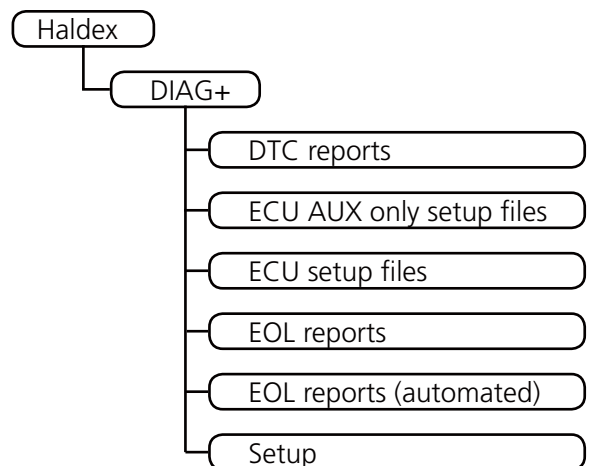 Haldex
DIAG+
DTC reports
ECU AUX only setup files
ECU setup files
EOL reports
EOL reports (automated)
Setup